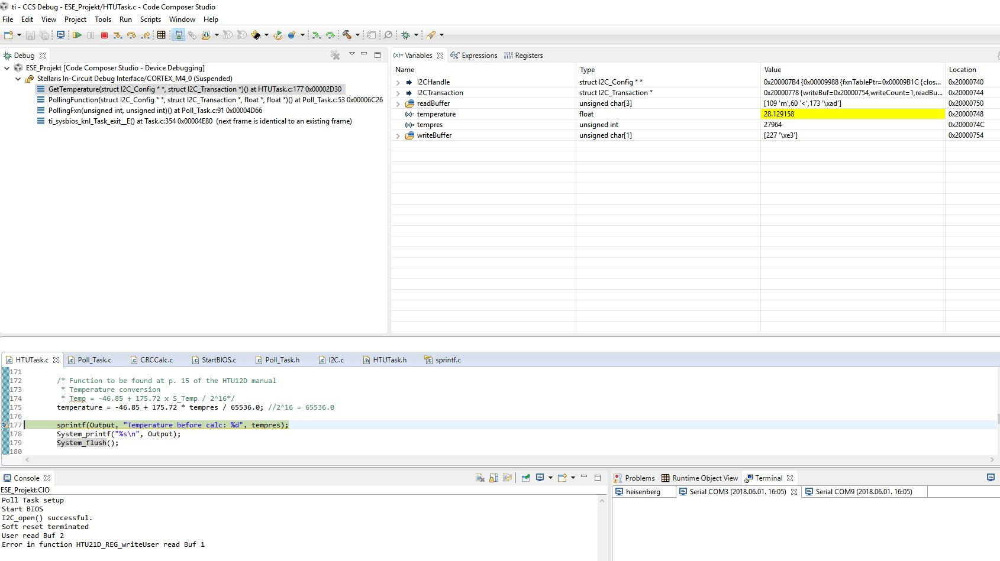 ti - CCS Debug - ESE_Projekt/HTUTask.c - Code Composer Studio
File Edit View Project Tools Run Scripts Window Help
Debug
ESE_Projekt [Code Composer Studio - Device Debugging]
Stellaris In-Circuit Debug Interface/CORTEX_M4_0 (Suspended)
GetTemperature(struct I2C_Config * *, struct I2C_Transaction *)() at HTUTask.c:177 0x00002D30
PollingFunction(struct I2C_Config * *, struct I2C_Transaction *, float *, float *)() at Poll_Task.c:53 0x00006C26
PollingFxn(unsigned int, unsigned int)() at Poll_Task.c:91 0x00004D66
ti_sysbios_knl_Task_exit__E() at Task.c:354 0x00004E80 (next frame is identical to an existing frame)
(x)= Variables Expressions 1010 0101 Registers
Name Type Value Location
I2CHandle struct I2C_Config * * 0x200007B4 {0x00009988 {fxnTablePtr=0x00009B1C {clos... 0x20000740
I2CTransaction struct I2C_Transaction * 0x20000778 {writeBuf=0x20000754,writeCount=1,readBu... 0x20000744
readBuffer unsigned char[3] [109 'm',60 '<',173 '\xad'] 0x20000750
(x)= temperature float 28.129158 0x20000748
(x)= tempres unsigned int 27964 0x2000074C
writeBuffer unsigned char[1] [227 '\xe3'] 0x20000754
HTUTask.c Poll_Task.c CRCCalc.c StartBIOS.c Poll_Task.h I2C.c HTUTask.h sprintf.c
171
172 /* Function to be found at p. 15 of the HTU12D manual
173 * Temperature conversion
174 * Temp = -46.85 + 175.72 x S_Temp / 2^16*/
175 temperature = -46.85 + 175.72 * tempres / 65536.0; //2^16 = 65536.0
176
177 sprintf(Output, "Temperature before calc: %d", tempres);
178 System_printf("%s\n", Output);
179 System_flush();
180
Console
ESE_Projekt:CIO
Poll Task setup
Start BIOS
I2C_open() successful.
Soft reset terminated
User read Buf 2
Error in function HTU21D_REG_writeUser read Buf 1
Problems Runtime Object View Terminal
heisenberg Serial COM3 (2018.06.01. 16:05) Serial COM9 (2018.06.01. 16:05)